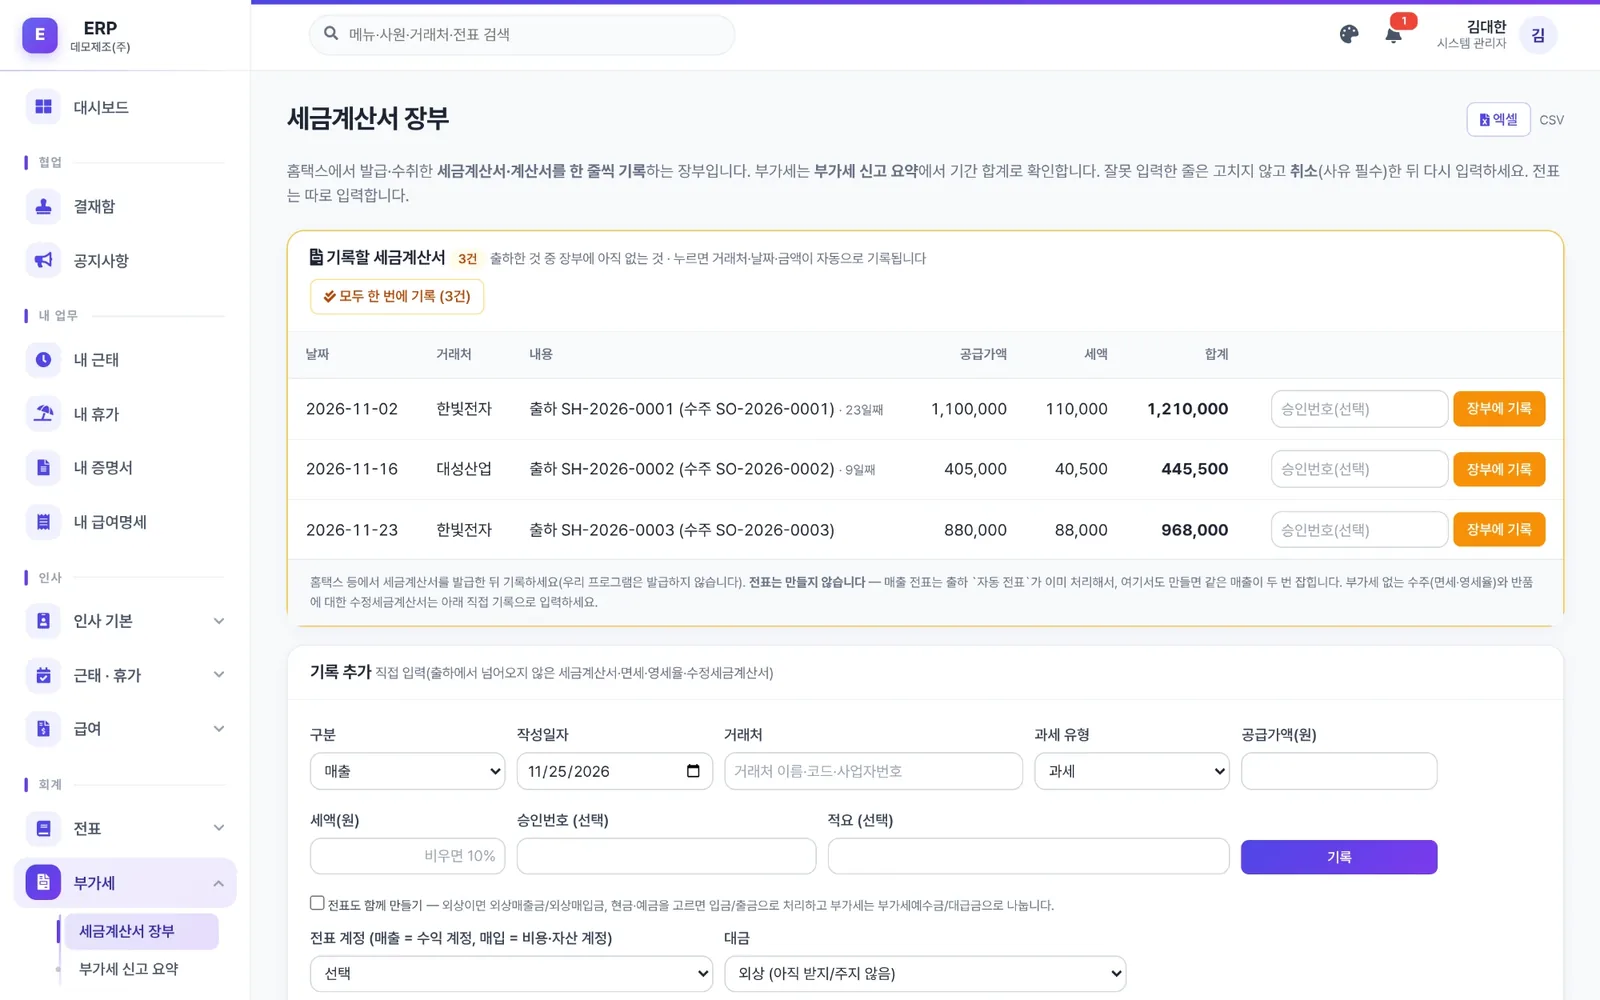 E
ERP
데모제조(주)
메뉴·사원·거래처·전표 검색
1
김대한
시스템 관리자
김
대시보드
협업
결재함
공지사항
내 업무
내 근태
내 휴가
내 증명서
내 급여명세
인사
인사 기본
근태 · 휴가
급여
회계
전표
부가세
세금계산서 장부
부가세 신고 요약
세금계산서 장부
엑셀
CSV
홈택스에서 발급·수취한 세금계산서·계산서를 한 줄씩 기록하는 장부입니다. 부가세는 부가세 신고 요약에서 기간 합계로 확인합니다. 잘못 입력한 줄은 고치지 않고 취소(사유 필수)한 뒤 다시 입력하세요. 전표
는 따로 입력합니다.
기록할 세금계산서 3건 출하한 것 중 장부에 아직 없는 것 · 누르면 거래처·날짜·금액이 자동으로 기록됩니다
모두 한 번에 기록 (3건)
날짜 거래처 내용 공급가액 세액 합계
2026-11-02 한빛전자 출하 SH-2026-0001 (수주 SO-2026-0001) · 23일째 1,100,000 110,000 1,210,000 승인번호(선택) 장부에 기록
2026-11-16 대성산업 출하 SH-2026-0002 (수주 SO-2026-0002) · 9일째 405,000 40,500 445,500 승인번호(선택) 장부에 기록
2026-11-23 한빛전자 출하 SH-2026-0003 (수주 SO-2026-0003) 880,000 88,000 968,000 승인번호(선택) 장부에 기록
홈택스 등에서 세금계산서를 발급한 뒤 기록하세요(우리 프로그램은 발급하지 않습니다). 전표는 만들지 않습니다 — 매출 전표는 출하 `자동 전표`가 이미 처리해서, 여기서도 만들면 같은 매출이 두 번 잡힙니다. 부가세 없는 수주(면세·영세율)와 반품
에 대한 수정세금계산서는 아래 직접 기록으로 입력하세요.
기록 추가 직접 입력(출하에서 넘어오지 않은 세금계산서·면세·영세율·수정세금계산서)
구분 작성일자 거래처 과세 유형 공급가액(원)
매출 11/25/2026 거래처 이름·코드·사업자번호 과세
세액(원) 승인번호 (선택) 적요 (선택)
비우면 10% 기록
전표도 함께 만들기 — 외상이면 외상매출금/외상매입금, 현금·예금을 고르면 입금/출금으로 처리하고 부가세는 부가세예수금/대급금으로 나눕니다.
전표 계정 (매출 = 수익 계정, 매입 = 비용·자산 계정) 대금
선택 외상 (아직 받지/주지 않음)